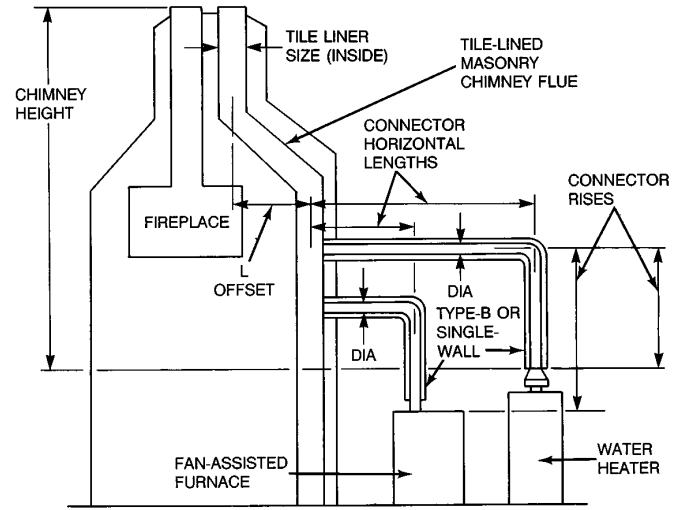 TILE LINER
SIZE (INSIDE)
TILE-LINED
MASONRY
CHIMNEY FLUE
CHIMNEY
HEIGHT
CONNECTOR
HORIZONTAL
LENGTHS
CONNECTOR
RISES
FIREPLACE
L
OFFSET
DIA
TYPE-B OR
SINGLE-
WALL
DIA
FAN-ASSISTED
FURNACE
WATER
HEATER